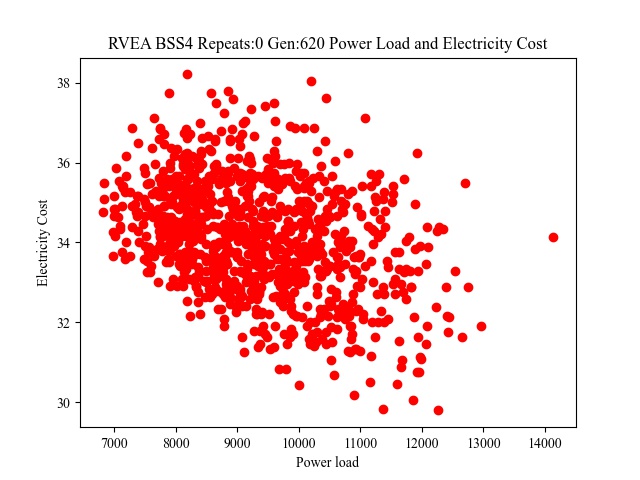 RVEA BSS4 Repeats:0 Gen:620 Power Load and Electricity Cost
38
36
34
32
30
Electricity Cost
7000 8000 9000 10000 11000 12000 13000 14000
Power load